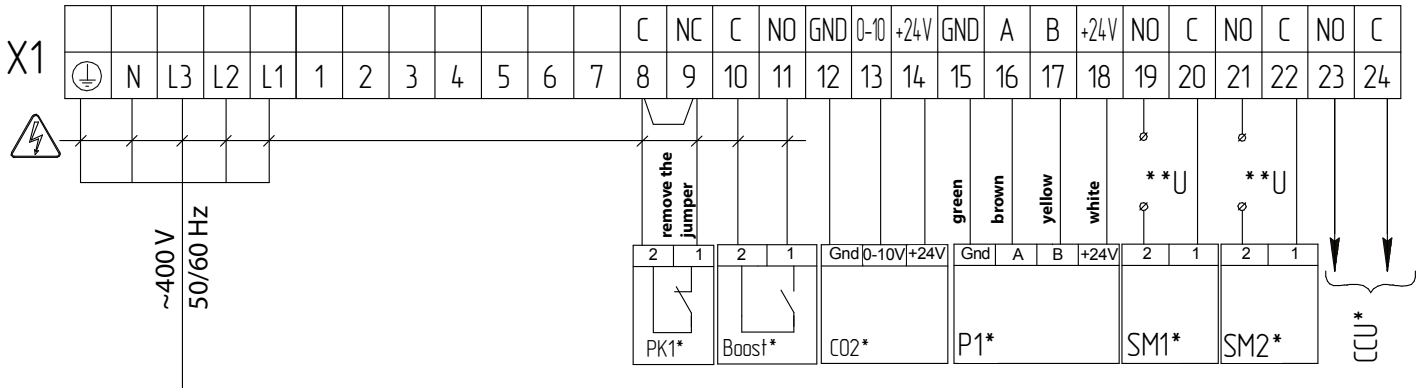 X1
C NC C NO GND 0-10 +24V GND A B +24V NO C NO C NO C
N L3 L2 L1 1 2 3 4 5 6 7 8 9 10 11 12 13 14 15 16 17 18 19 20 21 22 23 24
remove the
jumper
green
brown
yellow
white
**U
**U
~400V
50/60 Hz
2 1
2 1
Gnd 0-10V +24V
Gnd A B +24V
2 1
2 1
PK1*
Boost*
CO2*
P1*
SM1*
SM2*
CCU*